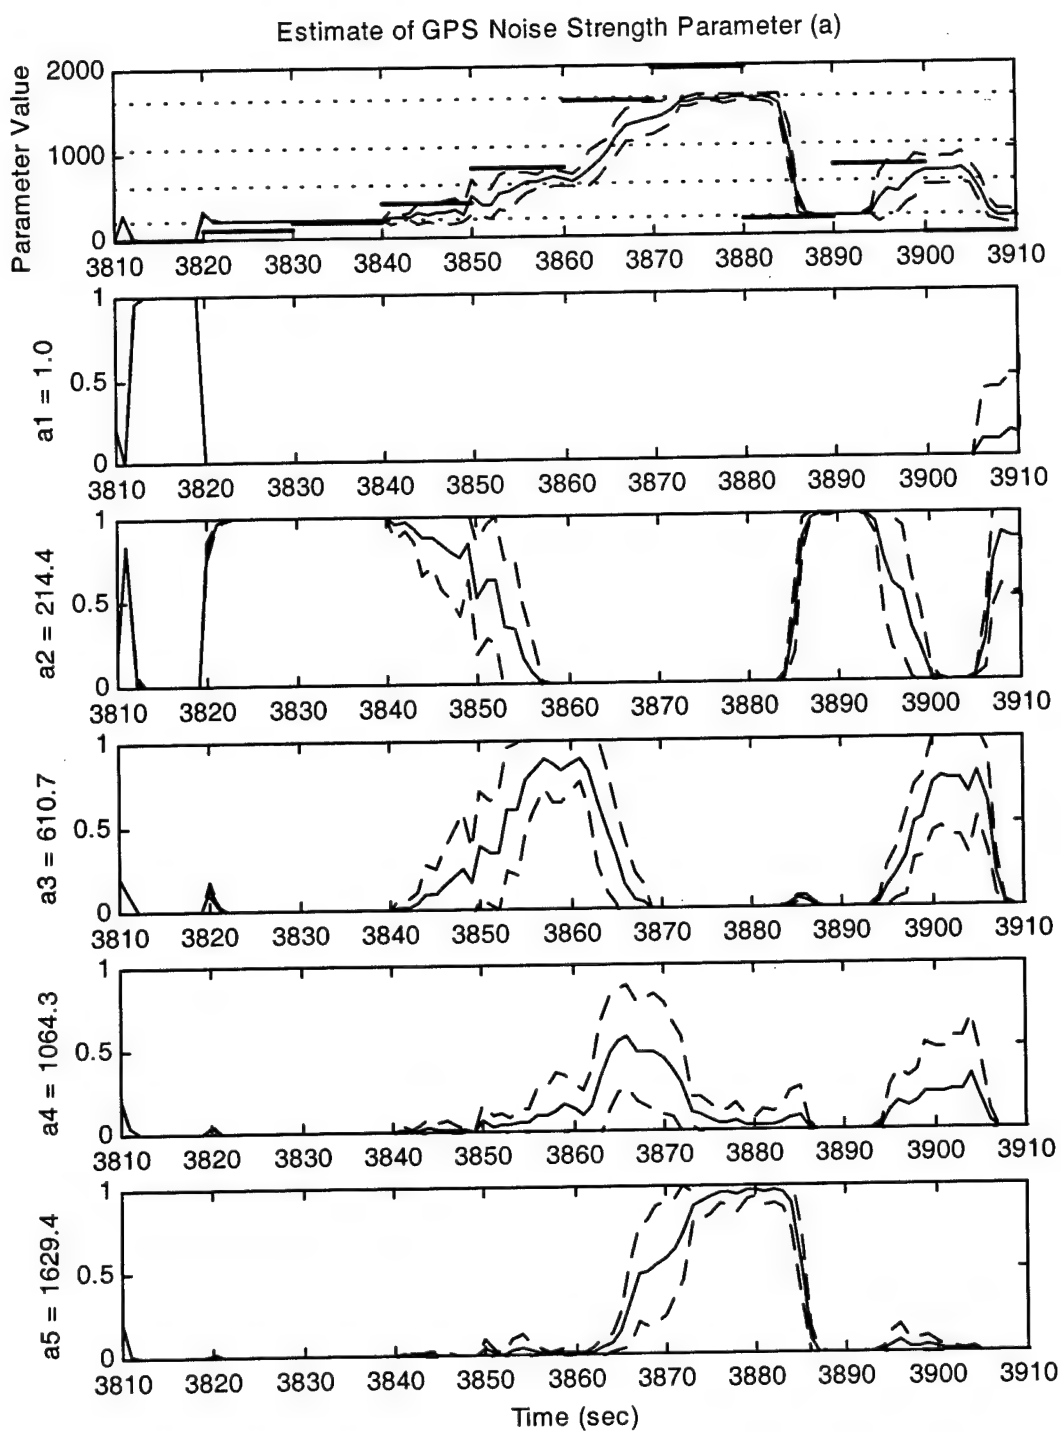 Estimate of GPS Noise Strength Parameter (a)
Parameter Value
2000
1000
0
3810 3820 3830 3840 3850 3860 3870 3880 3890 3900 3910
a1 = 1.0
1
0.5
0
3810 3820 3830 3840 3850 3860 3870 3880 3890 3900 3910
a2 = 214.4
1
0.5
0
3810 3820 3830 3840 3850 3860 3870 3880 3890 3900 3910
a3 = 610.7
1
0.5
0
3810 3820 3830 3840 3850 3860 3870 3880 3890 3900 3910
a4 = 1064.3
1
0.5
0
3810 3820 3830 3840 3850 3860 3870 3880 3890 3900 3910
a5 = 1629.4
1
0.5
0
3810 3820 3830 3840 3850 3860 3870 3880 3890 3900 3910
Time (sec)